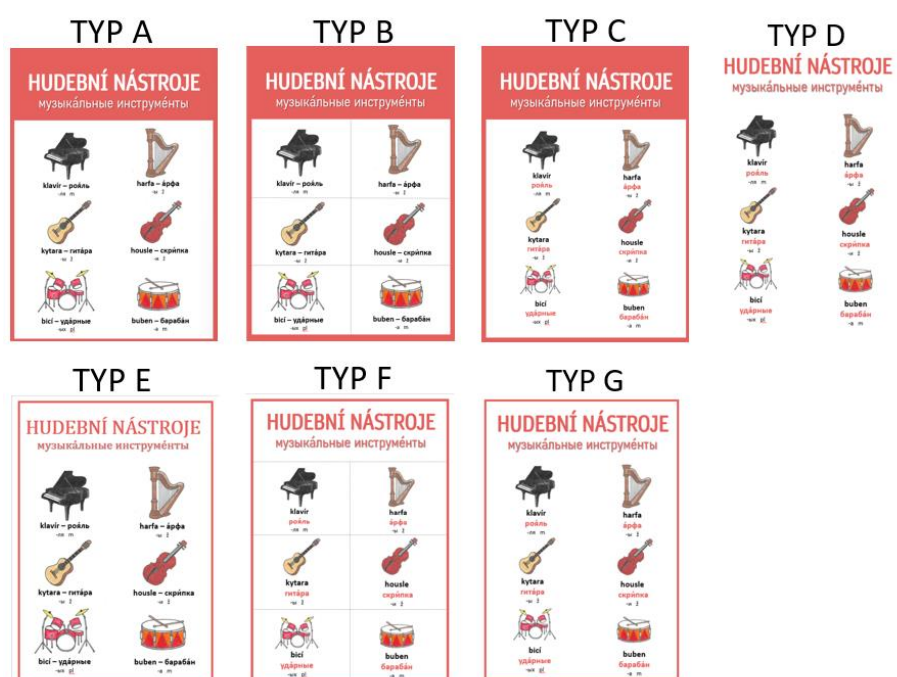 TYP A
HUDEBNÍ NÁSTROJE
музыка́льные инструме́нты
klavír – роя́ль
harfa – а́рфа
kytara – гита́ра
housle – скри́пка
bicí – уда́рные
buben – бараба́н
TYP B
HUDEBNÍ NÁSTROJE
музыка́льные инструме́нты
klavír – роя́ль
harfa – а́рфа
kytara – гита́ра
housle – скри́пка
bicí – уда́рные
buben – бараба́н
TYP C
HUDEBNÍ NÁSTROJE
музыка́льные инструме́нты
klavír
роя́ль
harfa
а́рфа
kytara
гита́ра
housle
скри́пка
bicí
уда́рные
buben
бараба́н
TYP D
HUDEBNÍ NÁSTROJE
музыка́льные инструме́нты
klavír
роя́ль
harfa
а́рфа
kytara
гита́ра
housle
скри́пка
bicí
уда́рные
buben
бараба́н
TYP E
HUDEBNÍ NÁSTROJE
музыка́льные инструме́нты
klavír – роя́ль
harfa – а́рфа
kytara – гита́ра
housle – скри́пка
bicí – уда́рные
buben – бараба́н
TYP F
HUDEBNÍ NÁSTROJE
музыка́льные инструме́нты
klavír
роя́ль
harfa
а́рфа
kytara
гита́ра
housle
скри́пка
bicí
уда́рные
buben
бараба́н
TYP G
HUDEBNÍ NÁSTROJE
музыка́льные инструме́нты
klavír
роя́ль
harfa
а́рфа
kytara
гита́ра
housle
скри́пка
bicí
уда́рные
buben
бараба́н